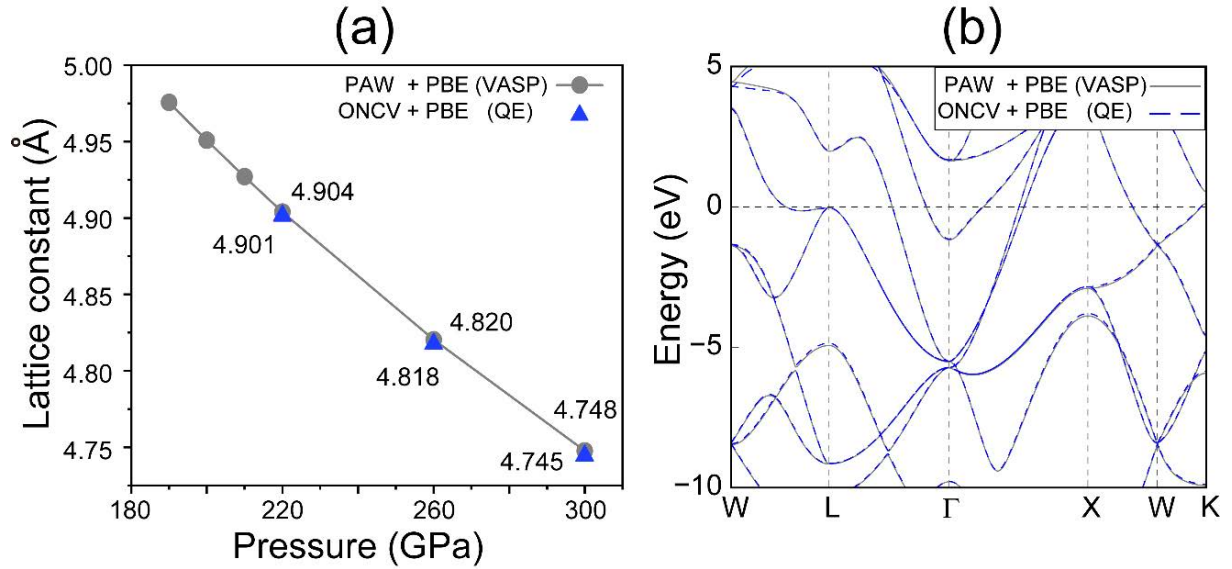 (a)
5.00
4.95
4.90
4.85
4.80
4.75
Lattice constant (Å)
PAW + PBE (VASP)
ONCV + PBE (QE)
4.904
4.901
4.820
4.818
4.748
4.745
180
220
260
300
Pressure (GPa)
(b)
5
0
−5
−10
Energy (eV)
PAW + PBE (VASP)
ONCV + PBE (QE)
W
L
Γ
X
W
K